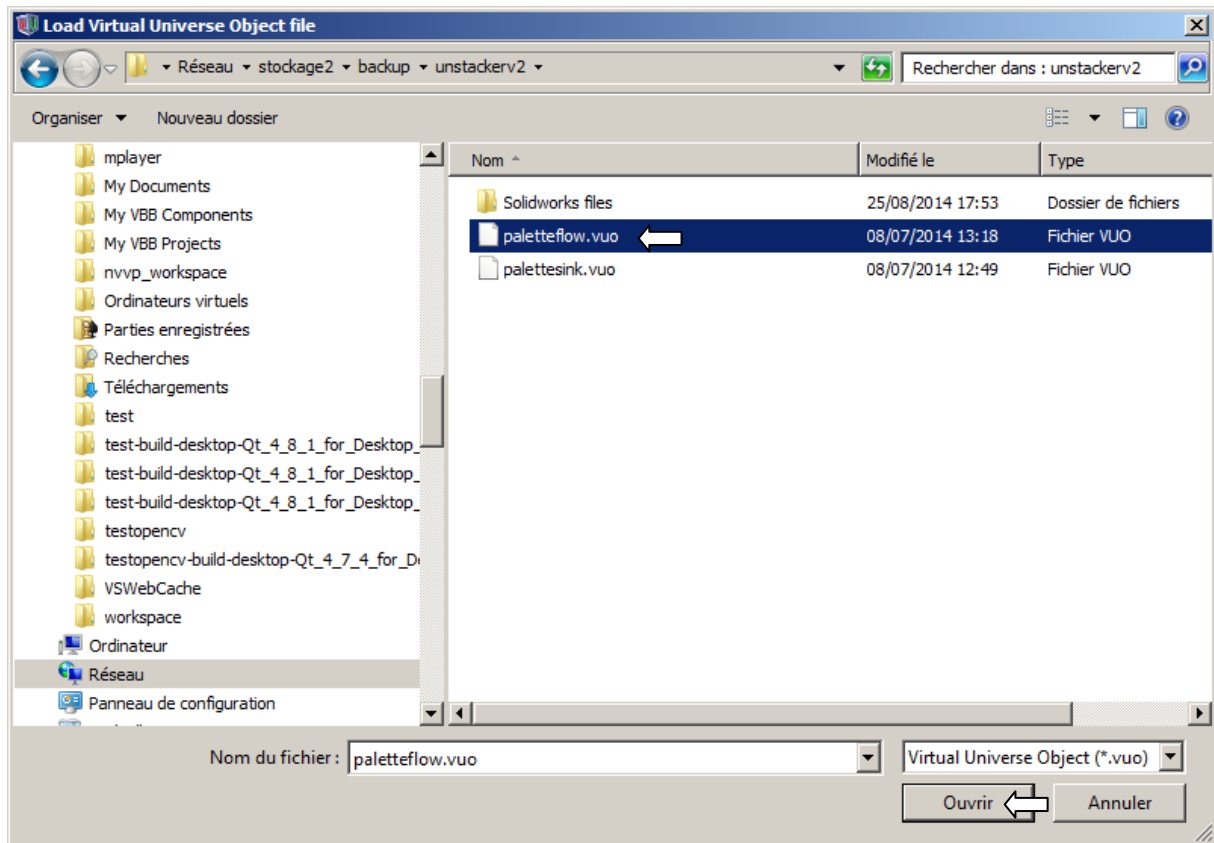 Load Virtual Universe Object file
Réseau stockage2 backup unstackerv2
Rechercher dans : unstackerv2
Organiser Nouveau dossier
mplayer
My Documents
My VBB Components
My VBB Projects
nvvp_workspace
Ordinateurs virtuels
Parties enregistrées
Recherches
Téléchargements
test
test-build-desktop-Qt_4_8_1_for_Desktop_
test-build-desktop-Qt_4_8_1_for_Desktop_
test-build-desktop-Qt_4_8_1_for_Desktop_
testopencv
testopencv-build-desktop-Qt_4_7_4_for_D
VSWebCache
workspace
Ordinateur
Réseau
Panneau de configuration
Nom Modifié le Type
Solidworks files 25/08/2014 17:53 Dossier de fichiers
paletteflow.vuo 08/07/2014 13:18 Fichier VUO
palettesink.vuo 08/07/2014 12:49 Fichier VUO
Nom du fichier : paletteflow.vuo Virtual Universe Object (*.vuo)
Ouvrir Annuler